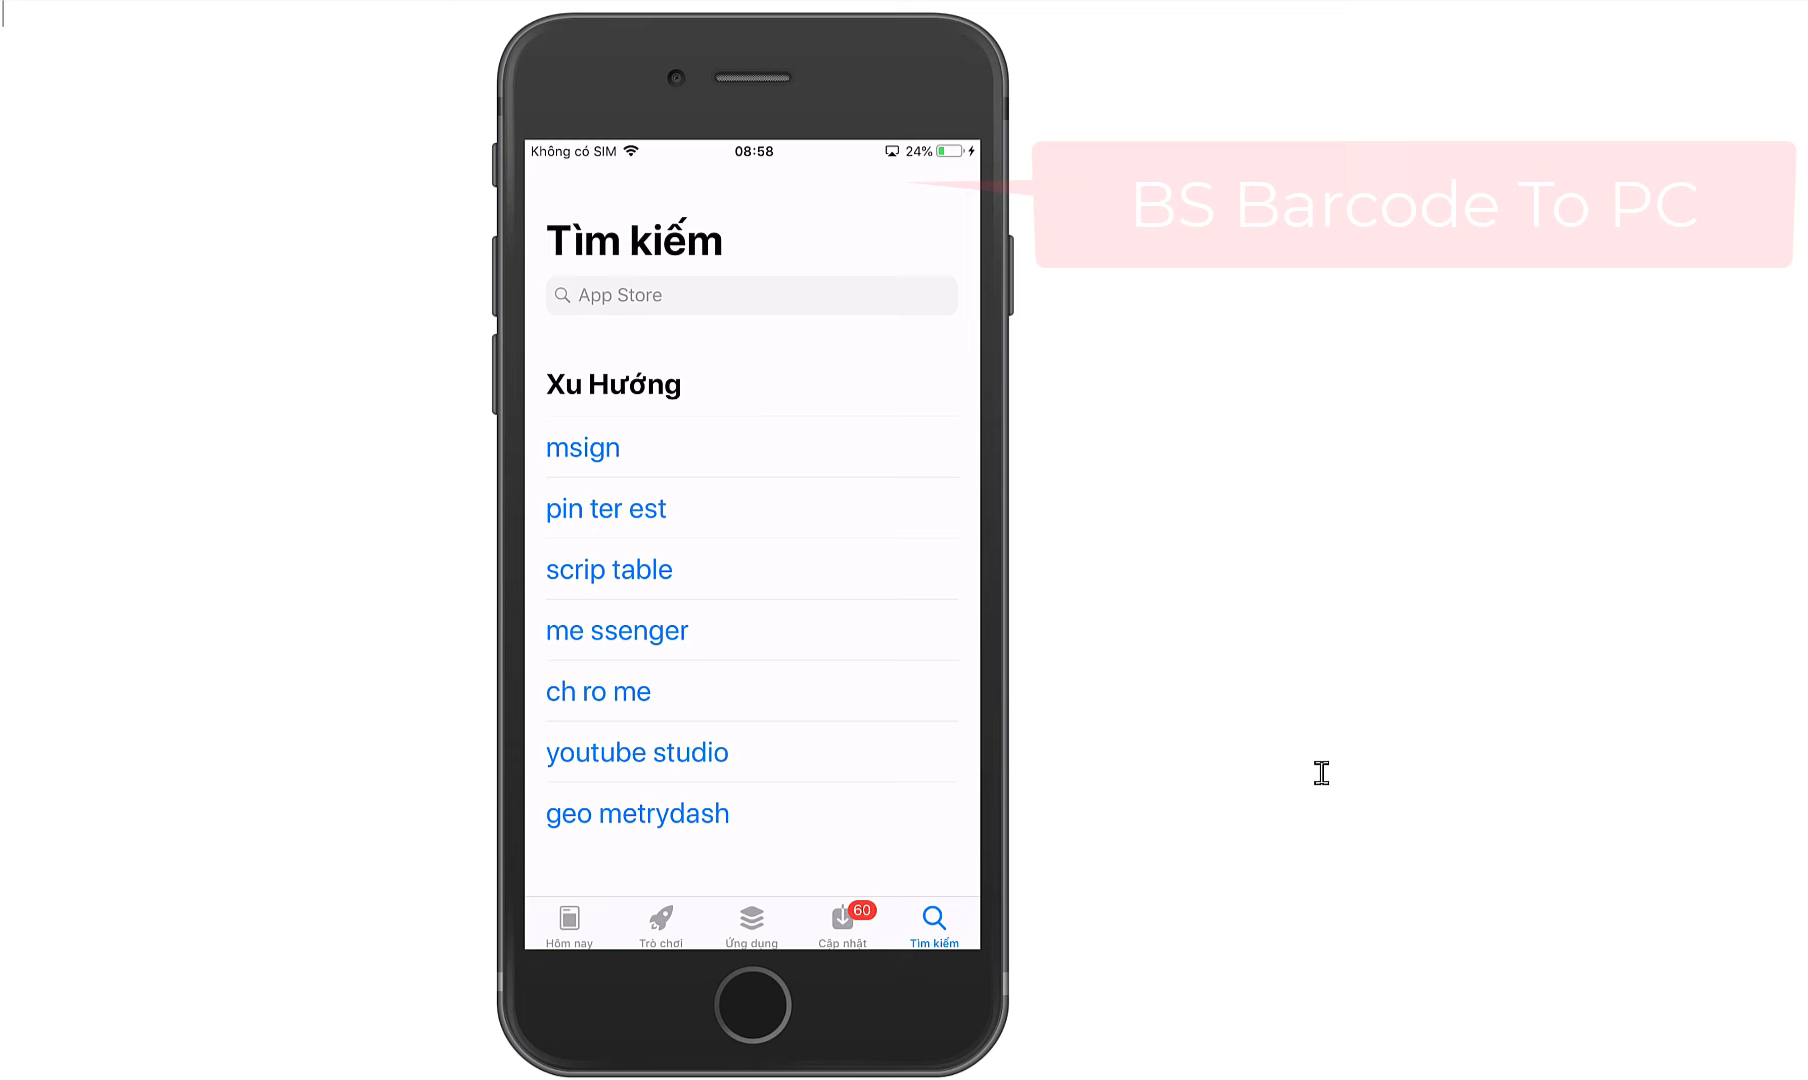 Không có SIM 08:58 24%
BS Barcode To PC
Tìm kiếm
App Store
Xu Hướng
msign
pin ter est
scrip table
me ssenger
ch ro me
youtube studio
geo metrydash
60
Hôm nay Trò chơi Ứng dụng Cập nhật Tìm kiếm